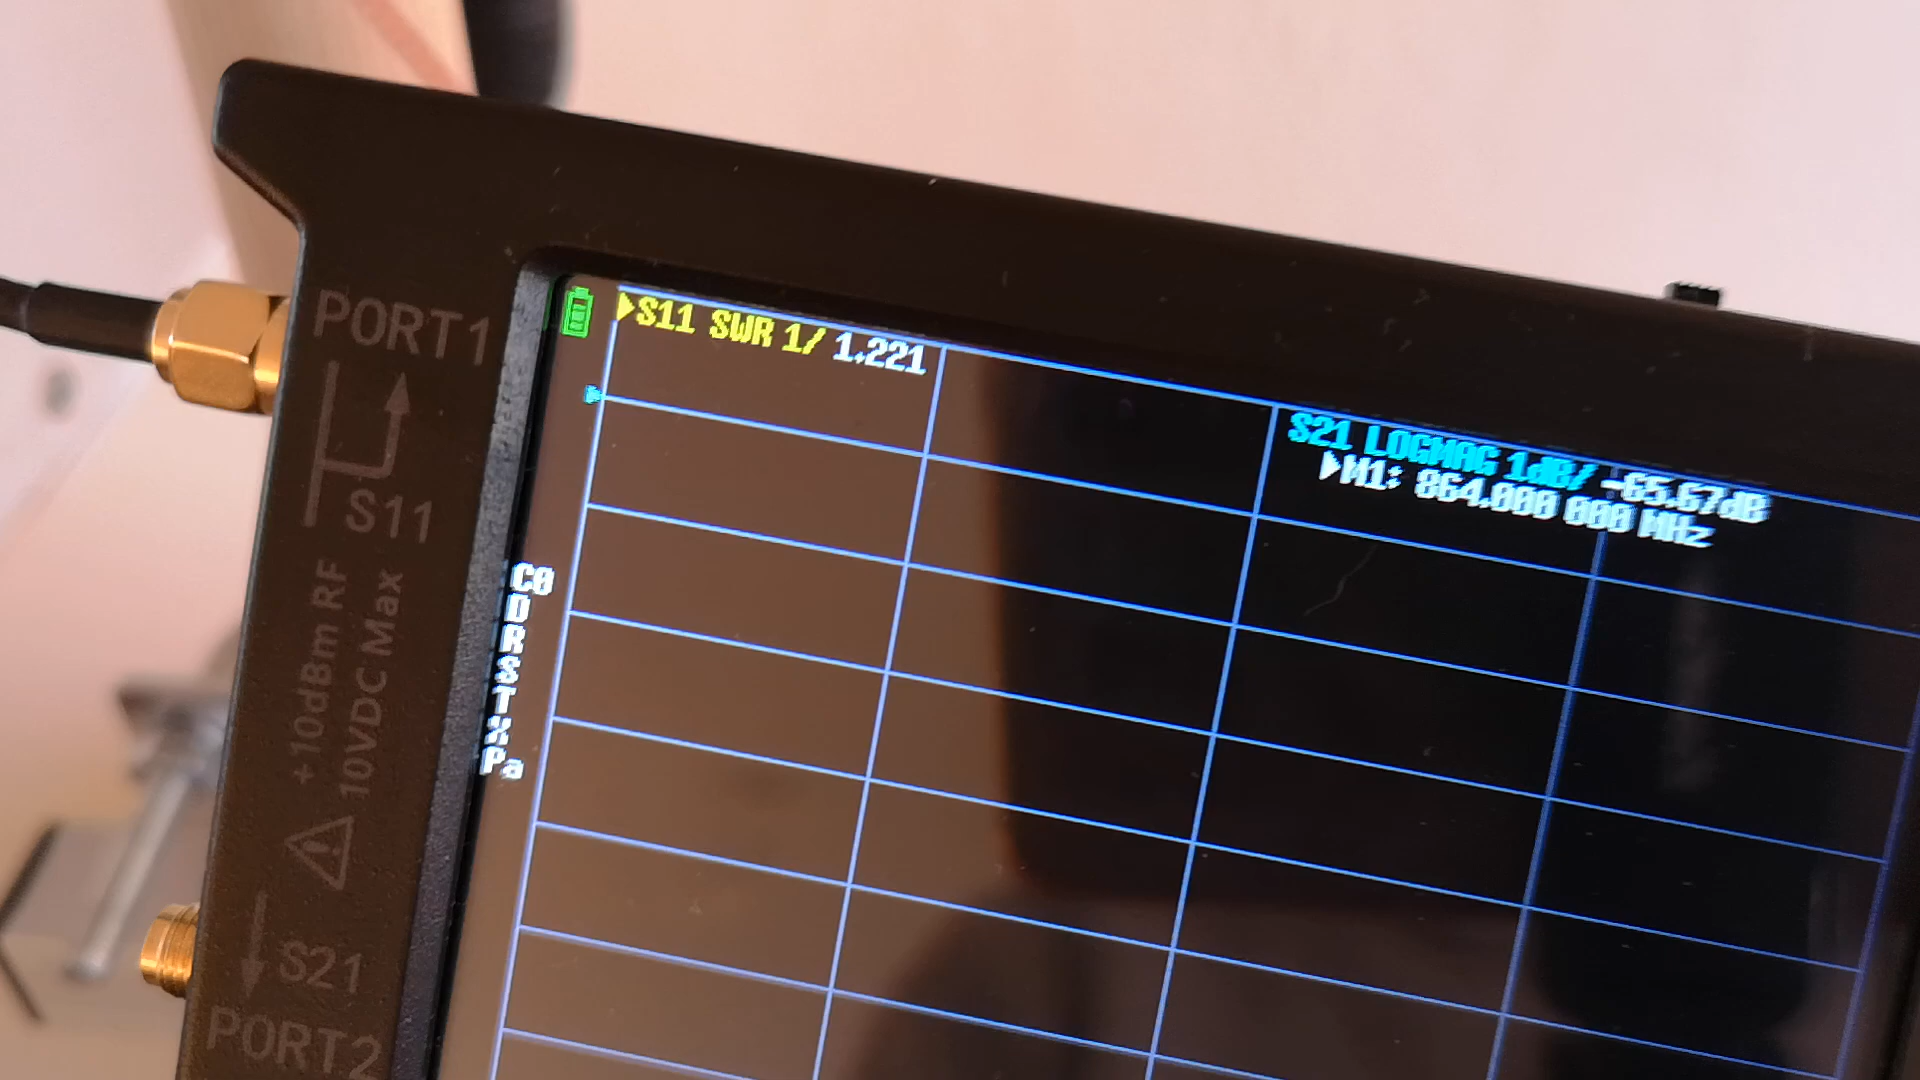 PORT1
S11
+10dBm RF
10VDC Max
S21
PORT2
S11 SWR 1/ 1.221
S21 LOGMAG 1dB/ -65.67dB
M1: 864.000 000 MHz
C0
D
R
S
T
X
Pa